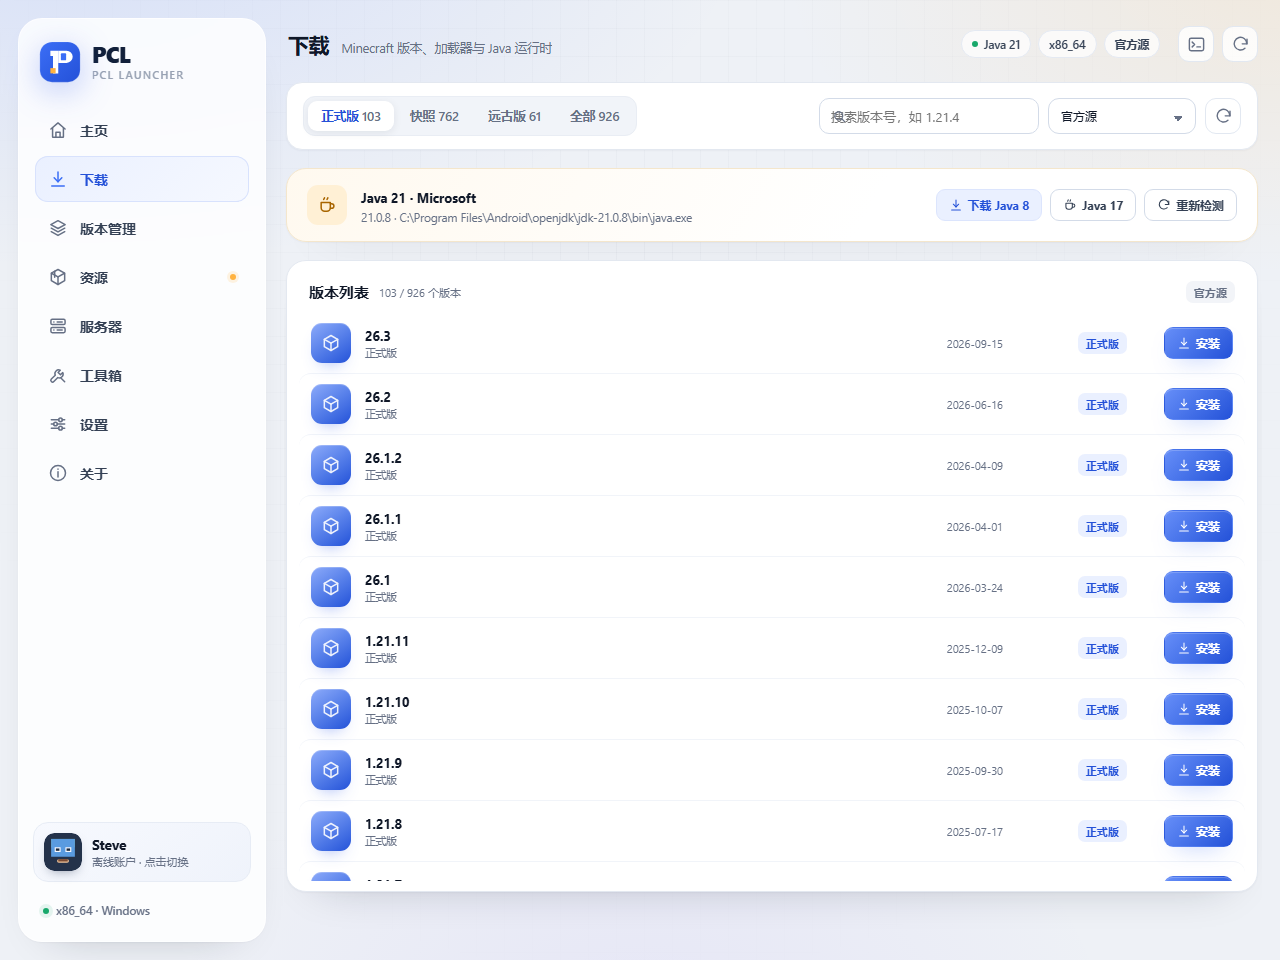 PCL
PCL LAUNCHER
主页
下载
版本管理
资源
服务器
工具箱
设置
关于
Steve
离线账户 · 点击切换
x86_64 · Windows
下载 Minecraft 版本、加载器与 Java 运行时
Java 21
x86_64
官方源
正式版 103
快照 762
远古版 61
全部 926
搜索版本号，如 1.21.4
官方源
Java 21 · Microsoft
21.0.8 · C:\Program Files\Android\openjdk\jdk-21.0.8\bin\java.exe
下载 Java 8
Java 17
重新检测
版本列表 103 / 926 个版本
官方源
26.3
正式版
2026-09-15
正式版
安装
26.2
正式版
2026-06-16
正式版
安装
26.1.2
正式版
2026-04-09
正式版
安装
26.1.1
正式版
2026-04-01
正式版
安装
26.1
正式版
2026-03-24
正式版
安装
1.21.11
正式版
2025-12-09
正式版
安装
1.21.10
正式版
2025-10-07
正式版
安装
1.21.9
正式版
2025-09-30
正式版
安装
1.21.8
正式版
2025-07-17
正式版
安装